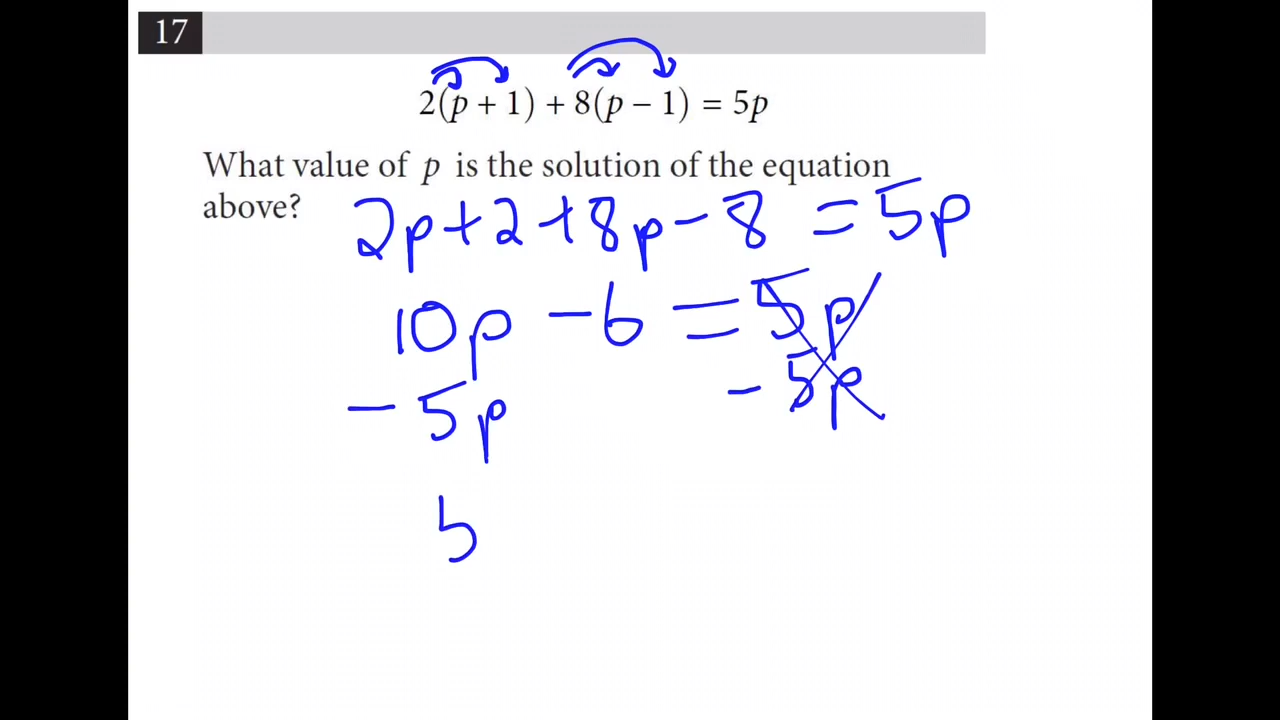 17
2(p + 1) + 8(p − 1) = 5p
What value of p is the solution of the equation
above?
2p + 2 + 8p − 8 = 5p
10p − 6 = 5p
− 5p − 5p
5